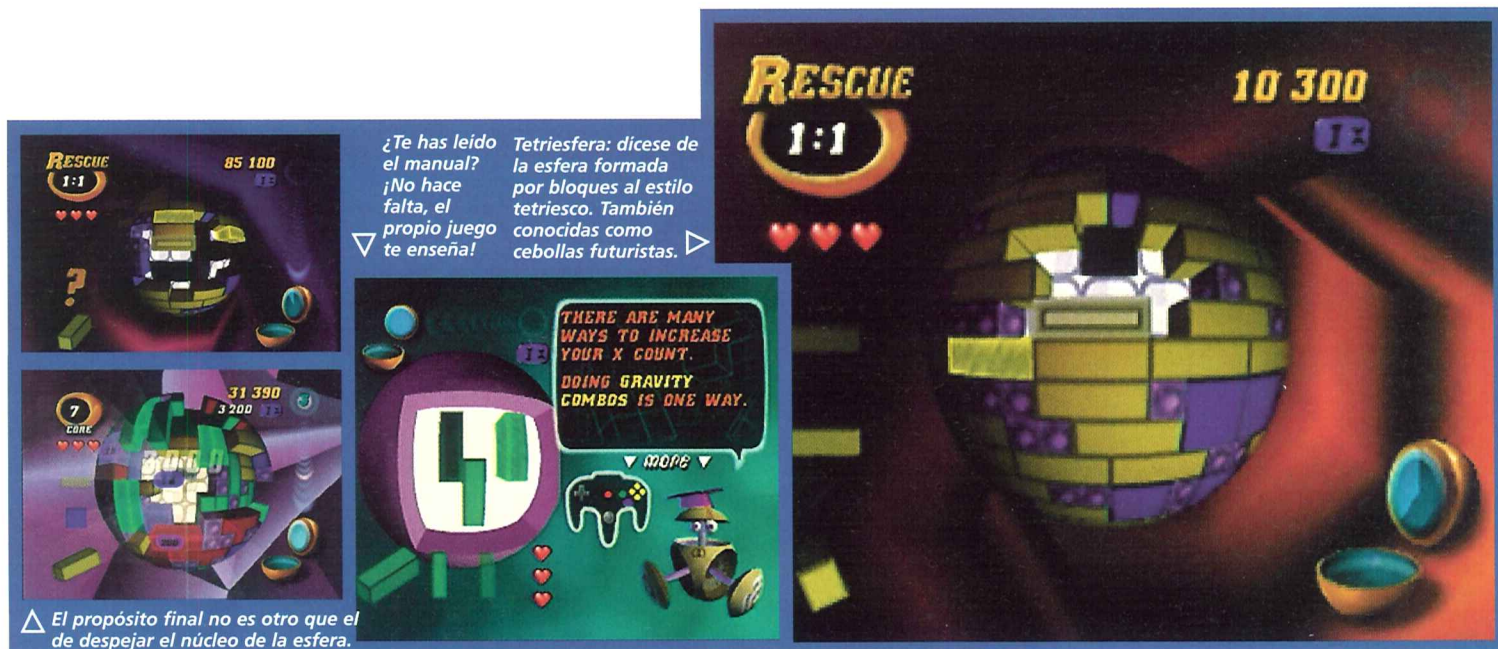 RESCUE
1:1
85 100
1x
?
¿Te has leído
el manual?
¡No hace
falta, el
propio juego
te enseña!
Tetriesfera: dícese de
la esfera formada
por bloques al estilo
tetriesco. También
conocidas como
cebollas futuristas.
7
CORE
31 390
3 200
THERE ARE MANY
WAYS TO INCREASE
YOUR X COUNT.
DOING GRAVITY
COMBOS IS ONE WAY.
MORE
El propósito final no es otro que el
de despejar el núcleo de la esfera.
RESCUE
1:1
10 300
1x